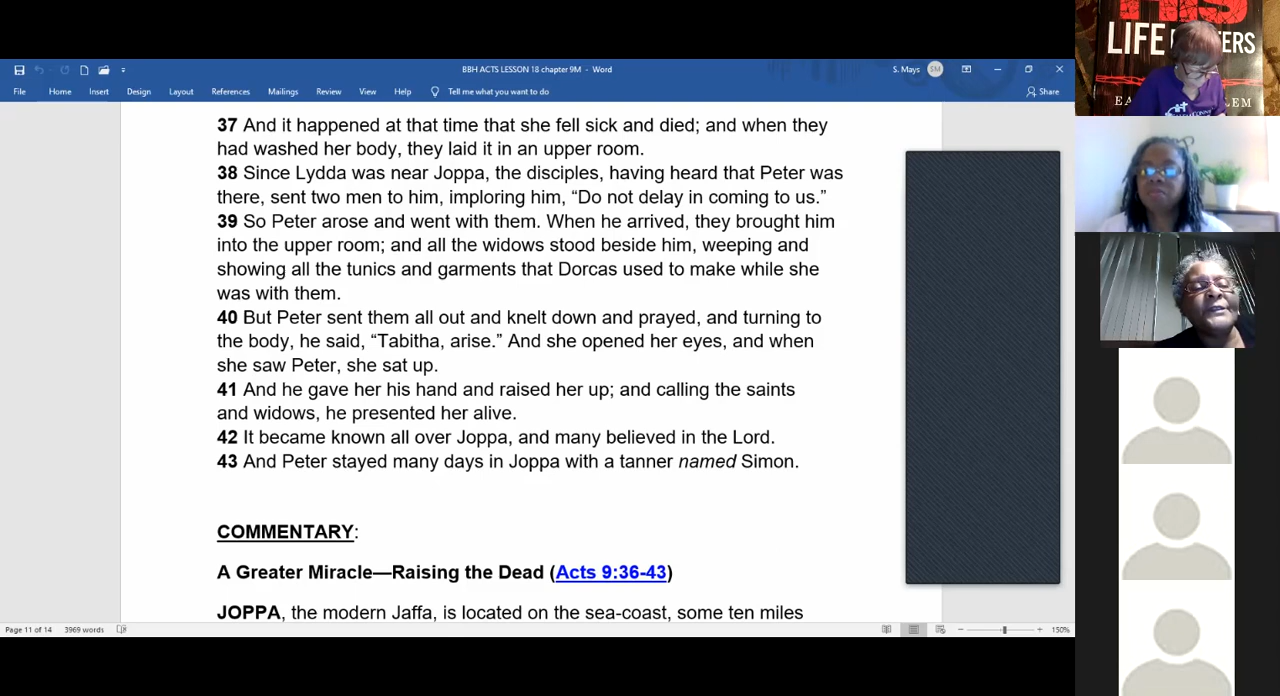 BBH ACTS LESSON 18 chapter 9M - Word
S. Mays
SM
File Home Insert Design Layout References Mailings Review View Help Tell me what you want to do
Share
37 And it happened at that time that she fell sick and died; and when they
had washed her body, they laid it in an upper room.
38 Since Lydda was near Joppa, the disciples, having heard that Peter was
there, sent two men to him, imploring him, “Do not delay in coming to us.”
39 So Peter arose and went with them. When he arrived, they brought him
into the upper room; and all the widows stood beside him, weeping and
showing all the tunics and garments that Dorcas used to make while she
was with them.
40 But Peter sent them all out and knelt down and prayed, and turning to
the body, he said, “Tabitha, arise.” And she opened her eyes, and when
she saw Peter, she sat up.
41 And he gave her his hand and raised her up; and calling the saints
and widows, he presented her alive.
42 It became known all over Joppa, and many believed in the Lord.
43 And Peter stayed many days in Joppa with a tanner named Simon.
COMMENTARY:
A Greater Miracle—Raising the Dead (Acts 9:36-43)
JOPPA, the modern Jaffa, is located on the sea-coast, some ten miles
Page 11 of 14 3969 words
150%
HIS
LIFE